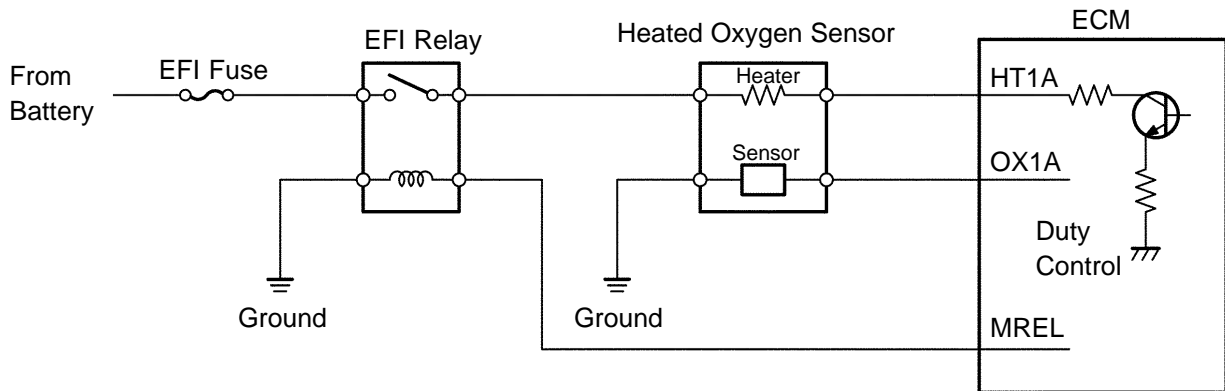 ECM
EFI Relay
Heated Oxygen Sensor
From
Battery
EFI Fuse
Heater
HT1A
Sensor
OX1A
Duty
Control
Ground
Ground
MREL